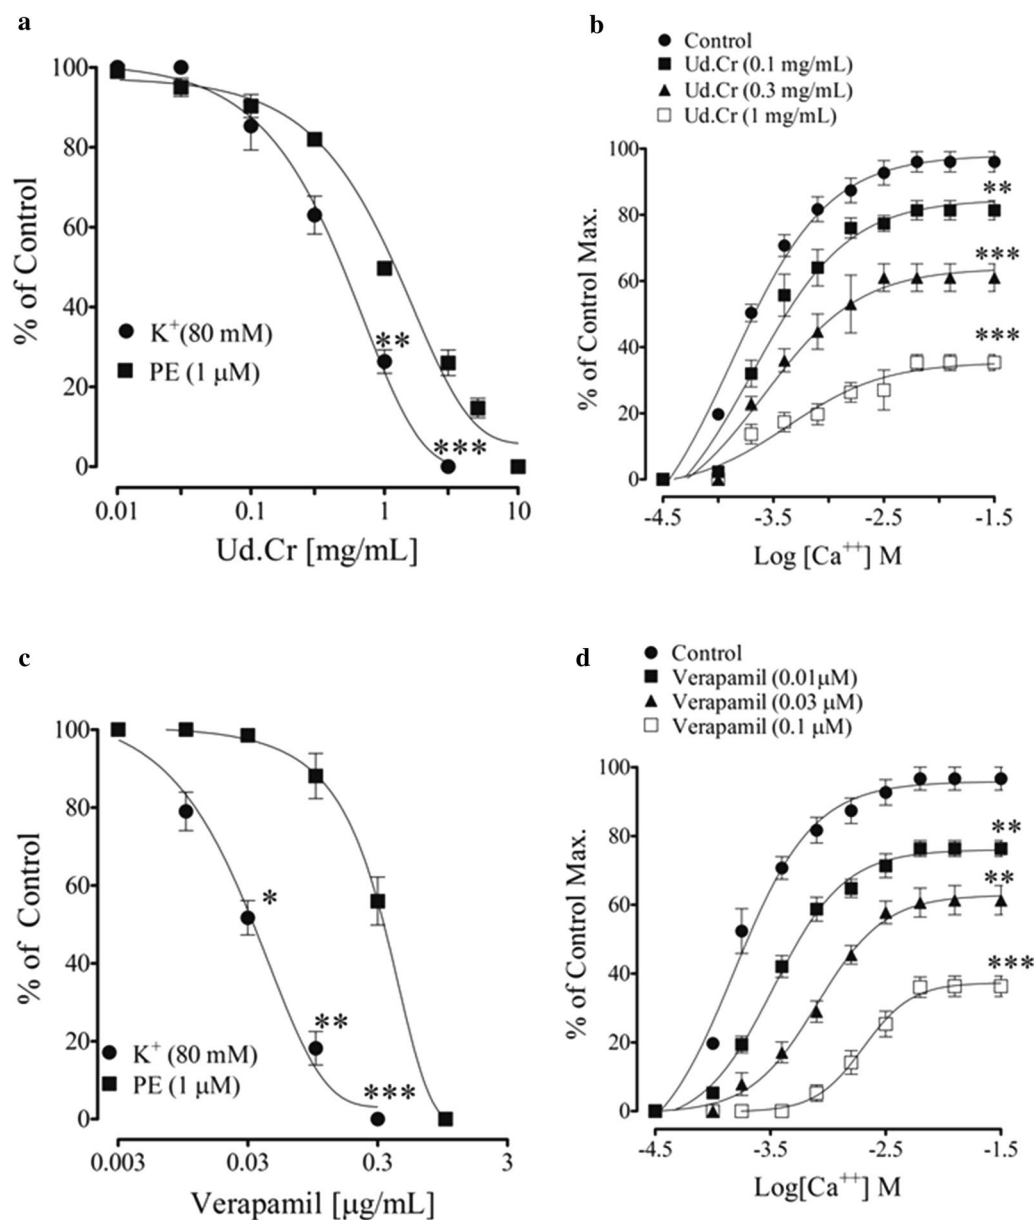 a
% of Control
100
80
60
40
20
0
K⁺ (80 mM)
PE (1 μM)
**
***
0.01
0.1
1
10
Ud.Cr [mg/mL]
b
Control
Ud.Cr (0.1 mg/mL)
Ud.Cr (0.3 mg/mL)
Ud.Cr (1 mg/mL)
% of Control Max.
100
80
60
40
20
0
**
***
***
-4.5
-3.5
-2.5
-1.5
Log [Ca⁺⁺] M
c
% of Control
100
80
60
40
20
0
*
**
***
K⁺ (80 mM)
PE (1 μM)
0.003
0.03
0.3
3
Verapamil [μg/mL]
d
Control
Verapamil (0.01μM)
Verapamil (0.03 μM)
Verapamil (0.1 μM)
% of Control Max.
100
80
60
40
20
0
**
**
***
-4.5
-3.5
-2.5
-1.5
Log[Ca⁺⁺] M